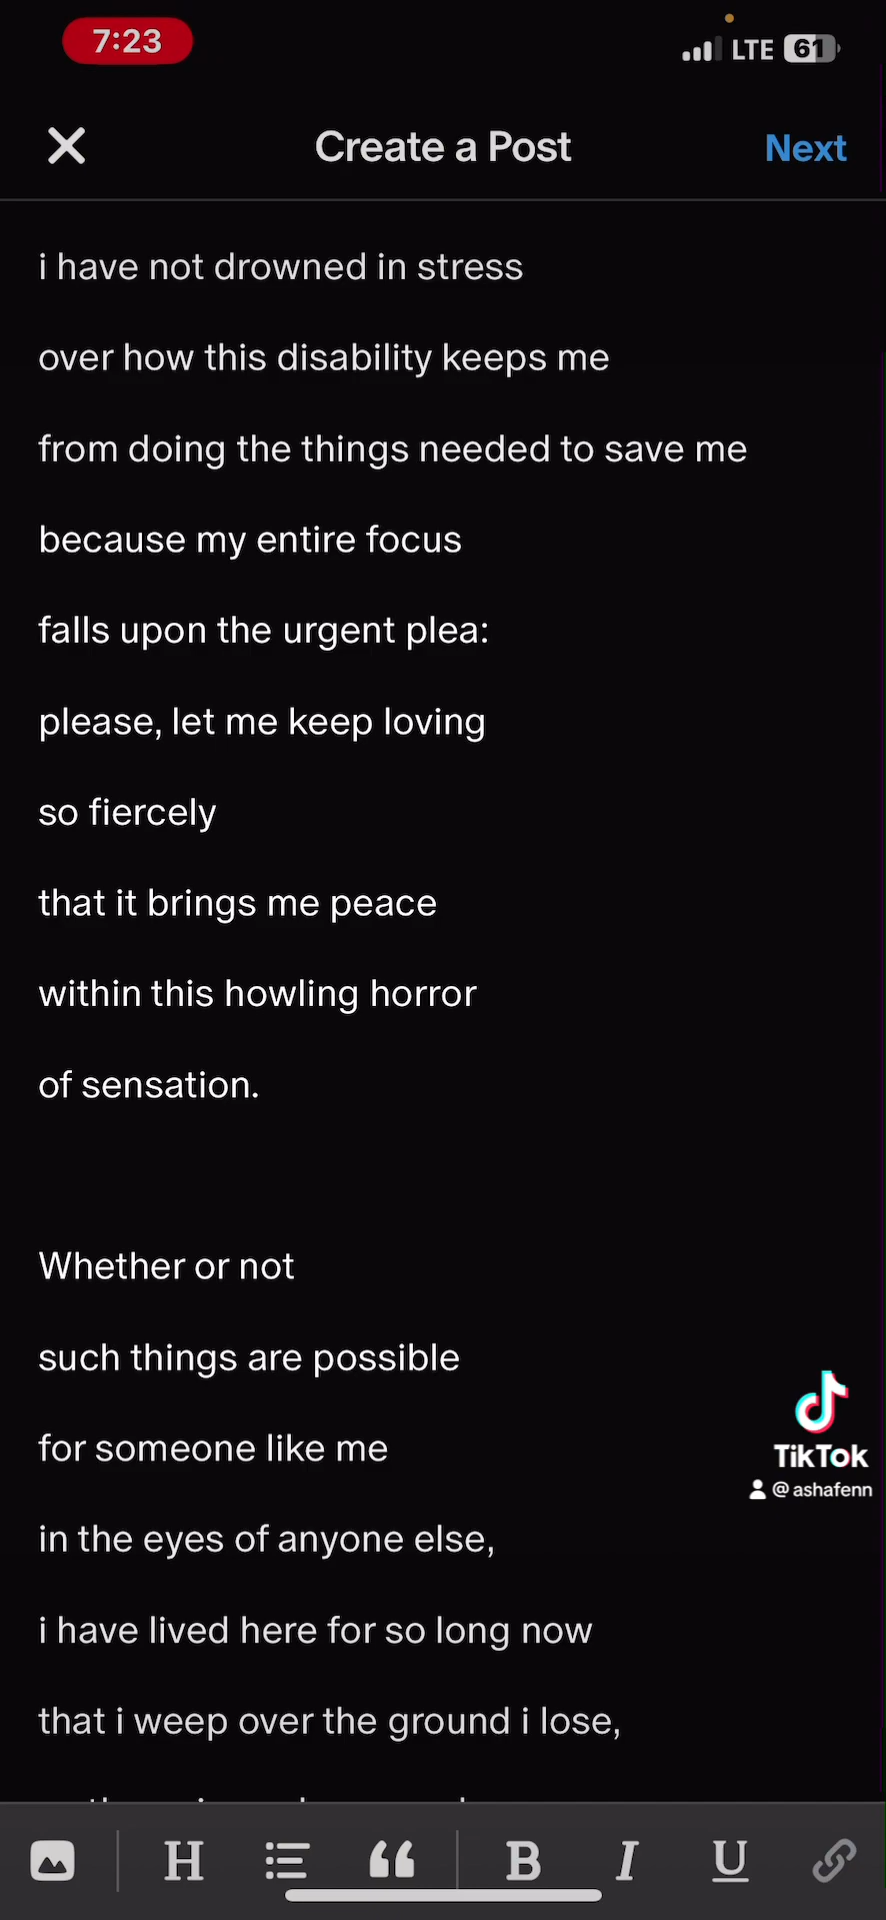 7:23
LTE 61
Create a Post
Next
i have not drowned in stress
over how this disability keeps me
from doing the things needed to save me
because my entire focus
falls upon the urgent plea:
please, let me keep loving
so fiercely
that it brings me peace
within this howling horror
of sensation.
Whether or not
such things are possible
for someone like me
in the eyes of anyone else,
i have lived here for so long now
that i weep over the ground i lose,
TikTok
@ashafenn
H
B I U